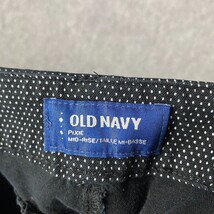 OLD NAVY
PIXIE
MID-RISE/TAILLE MI-BASSE